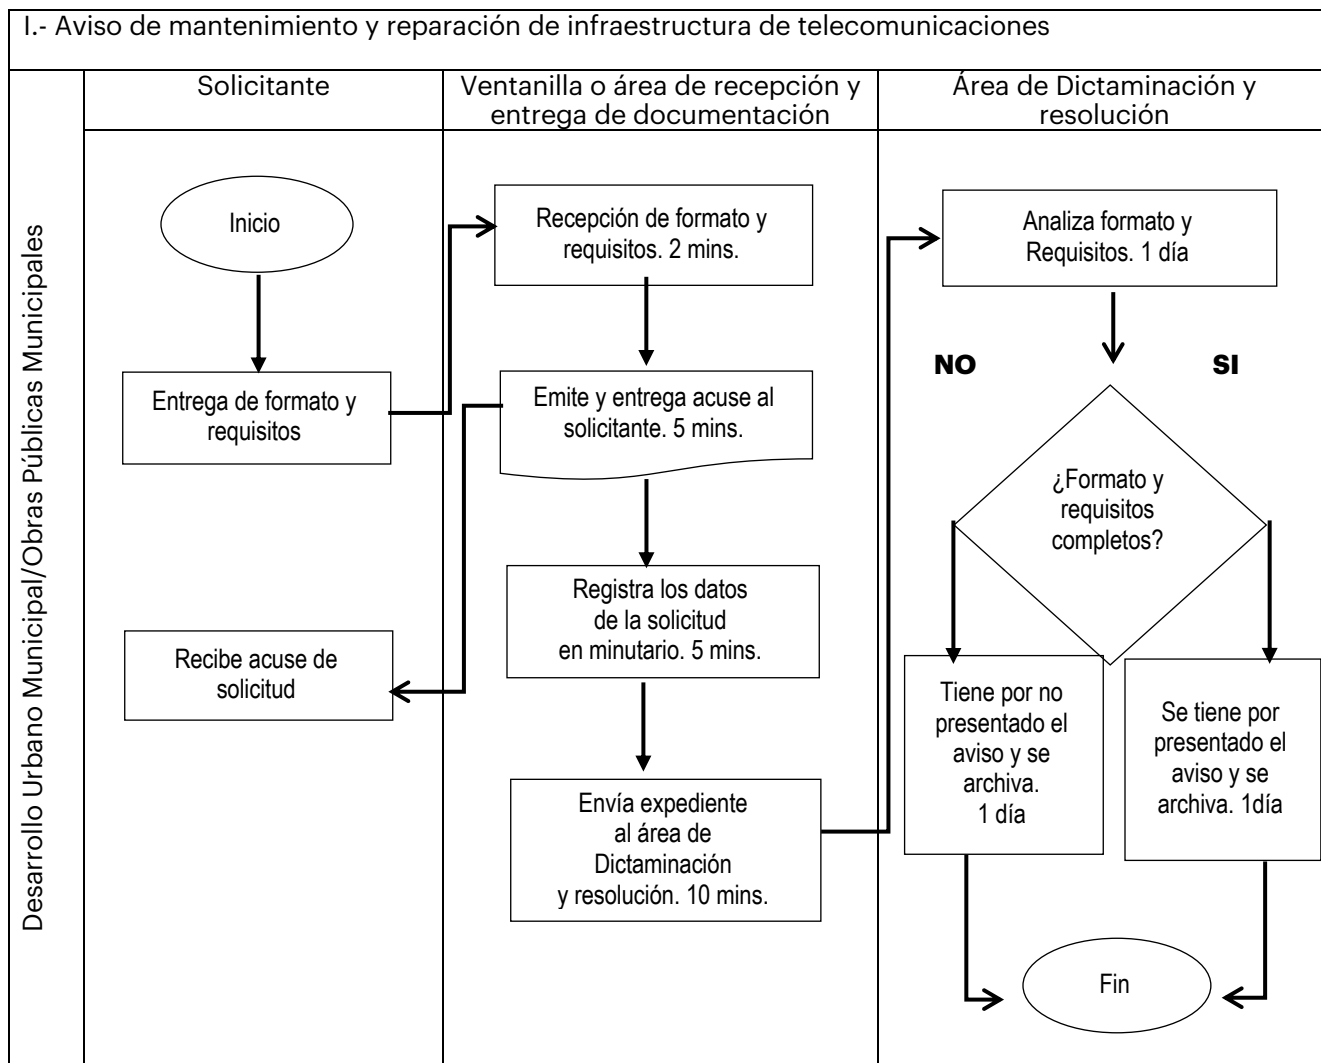 I.- Aviso de mantenimiento y reparación de infraestructura de telecomunicaciones
Desarrollo Urbano Municipal/Obras Públicas Municipales
Solicitante
Ventanilla o área de recepción y
entrega de documentación
Área de Dictaminación y
resolución
Inicio
Entrega de formato y
requisitos
Recibe acuse de
solicitud
Recepción de formato y
requisitos. 2 mins.
Emite y entrega acuse al
solicitante. 5 mins.
Registra los datos
de la solicitud
en minutario. 5 mins.
Envía expediente
al área de
Dictaminación
y resolución. 10 mins.
Analiza formato y
Requisitos. 1 día
NO
SI
¿Formato y
requisitos
completos?
Tiene por no
presentado el
aviso y se
archiva.
1 día
Se tiene por
presentado el
aviso y se
archiva. 1día
Fin